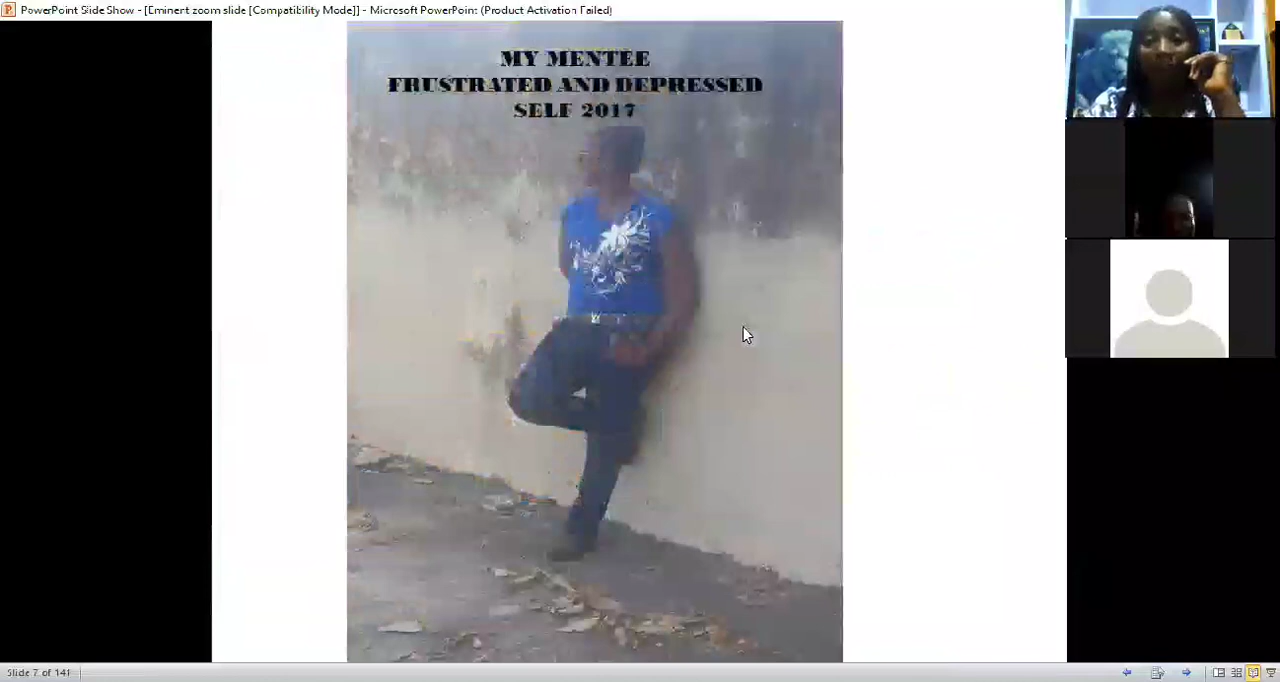 PowerPoint Slide Show - [Eminent zoom slide [Compatibility Mode]] - Microsoft PowerPoint (Product Activation Failed)
MY MENTEE
FRUSTRATED AND DEPRESSED
SELF 2017
Slide 7 of 141